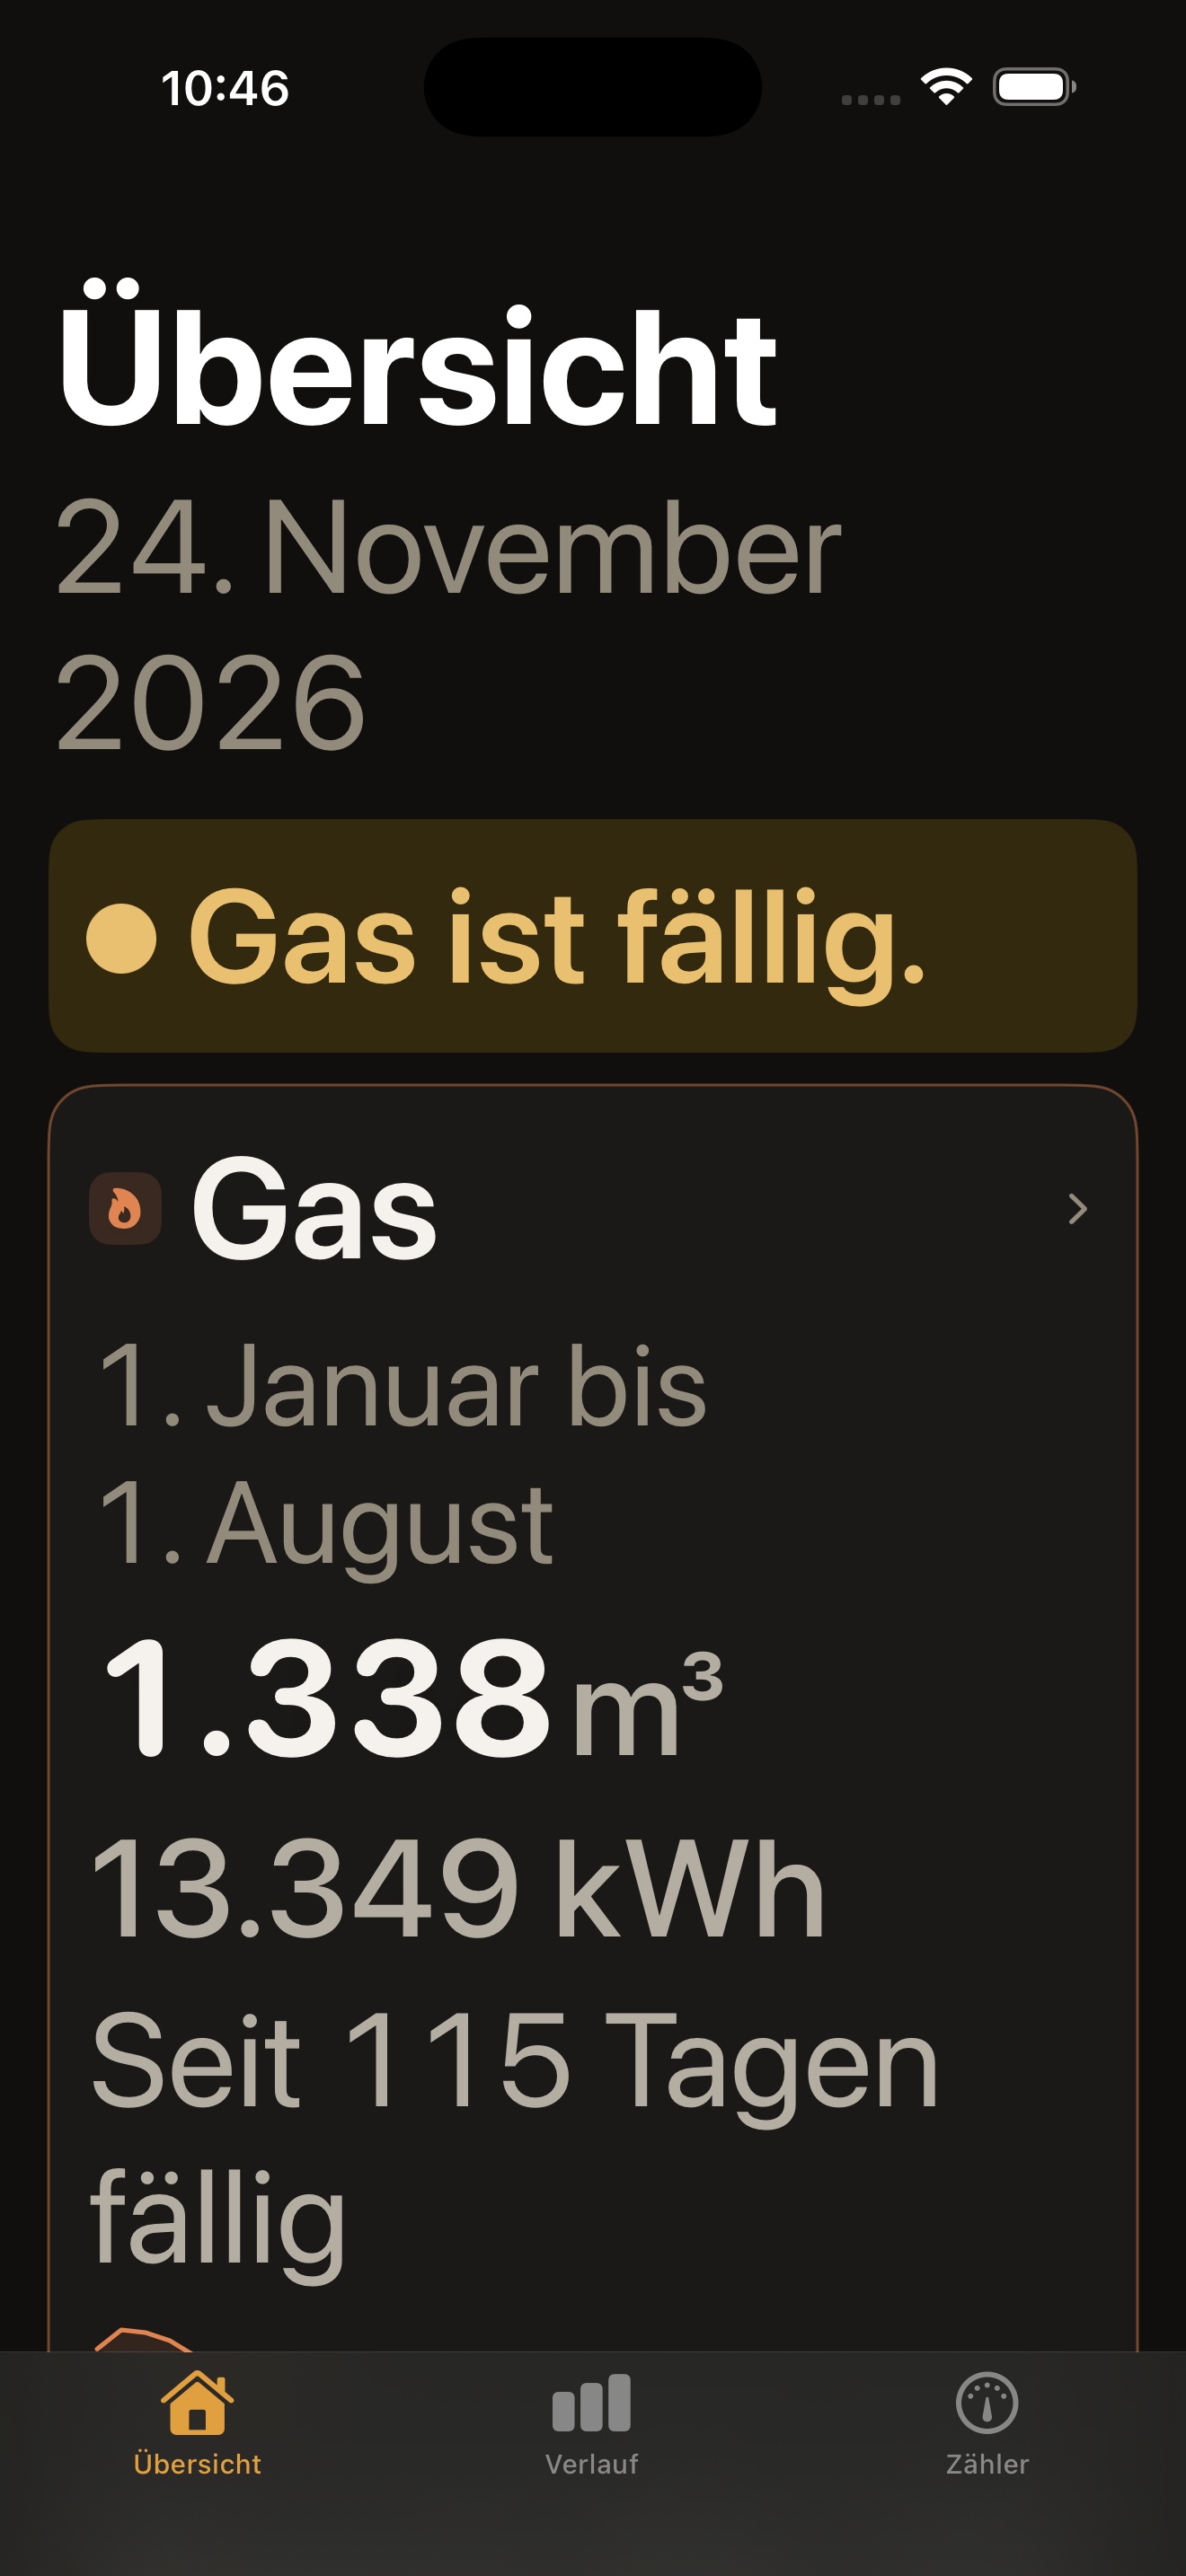 10:46
Übersicht
24. November
2026
Gas ist fällig.
Gas
1. Januar bis
1. August
1.338 m³
13.349 kWh
Seit 115 Tagen
fällig
Übersicht
Verlauf
Zähler